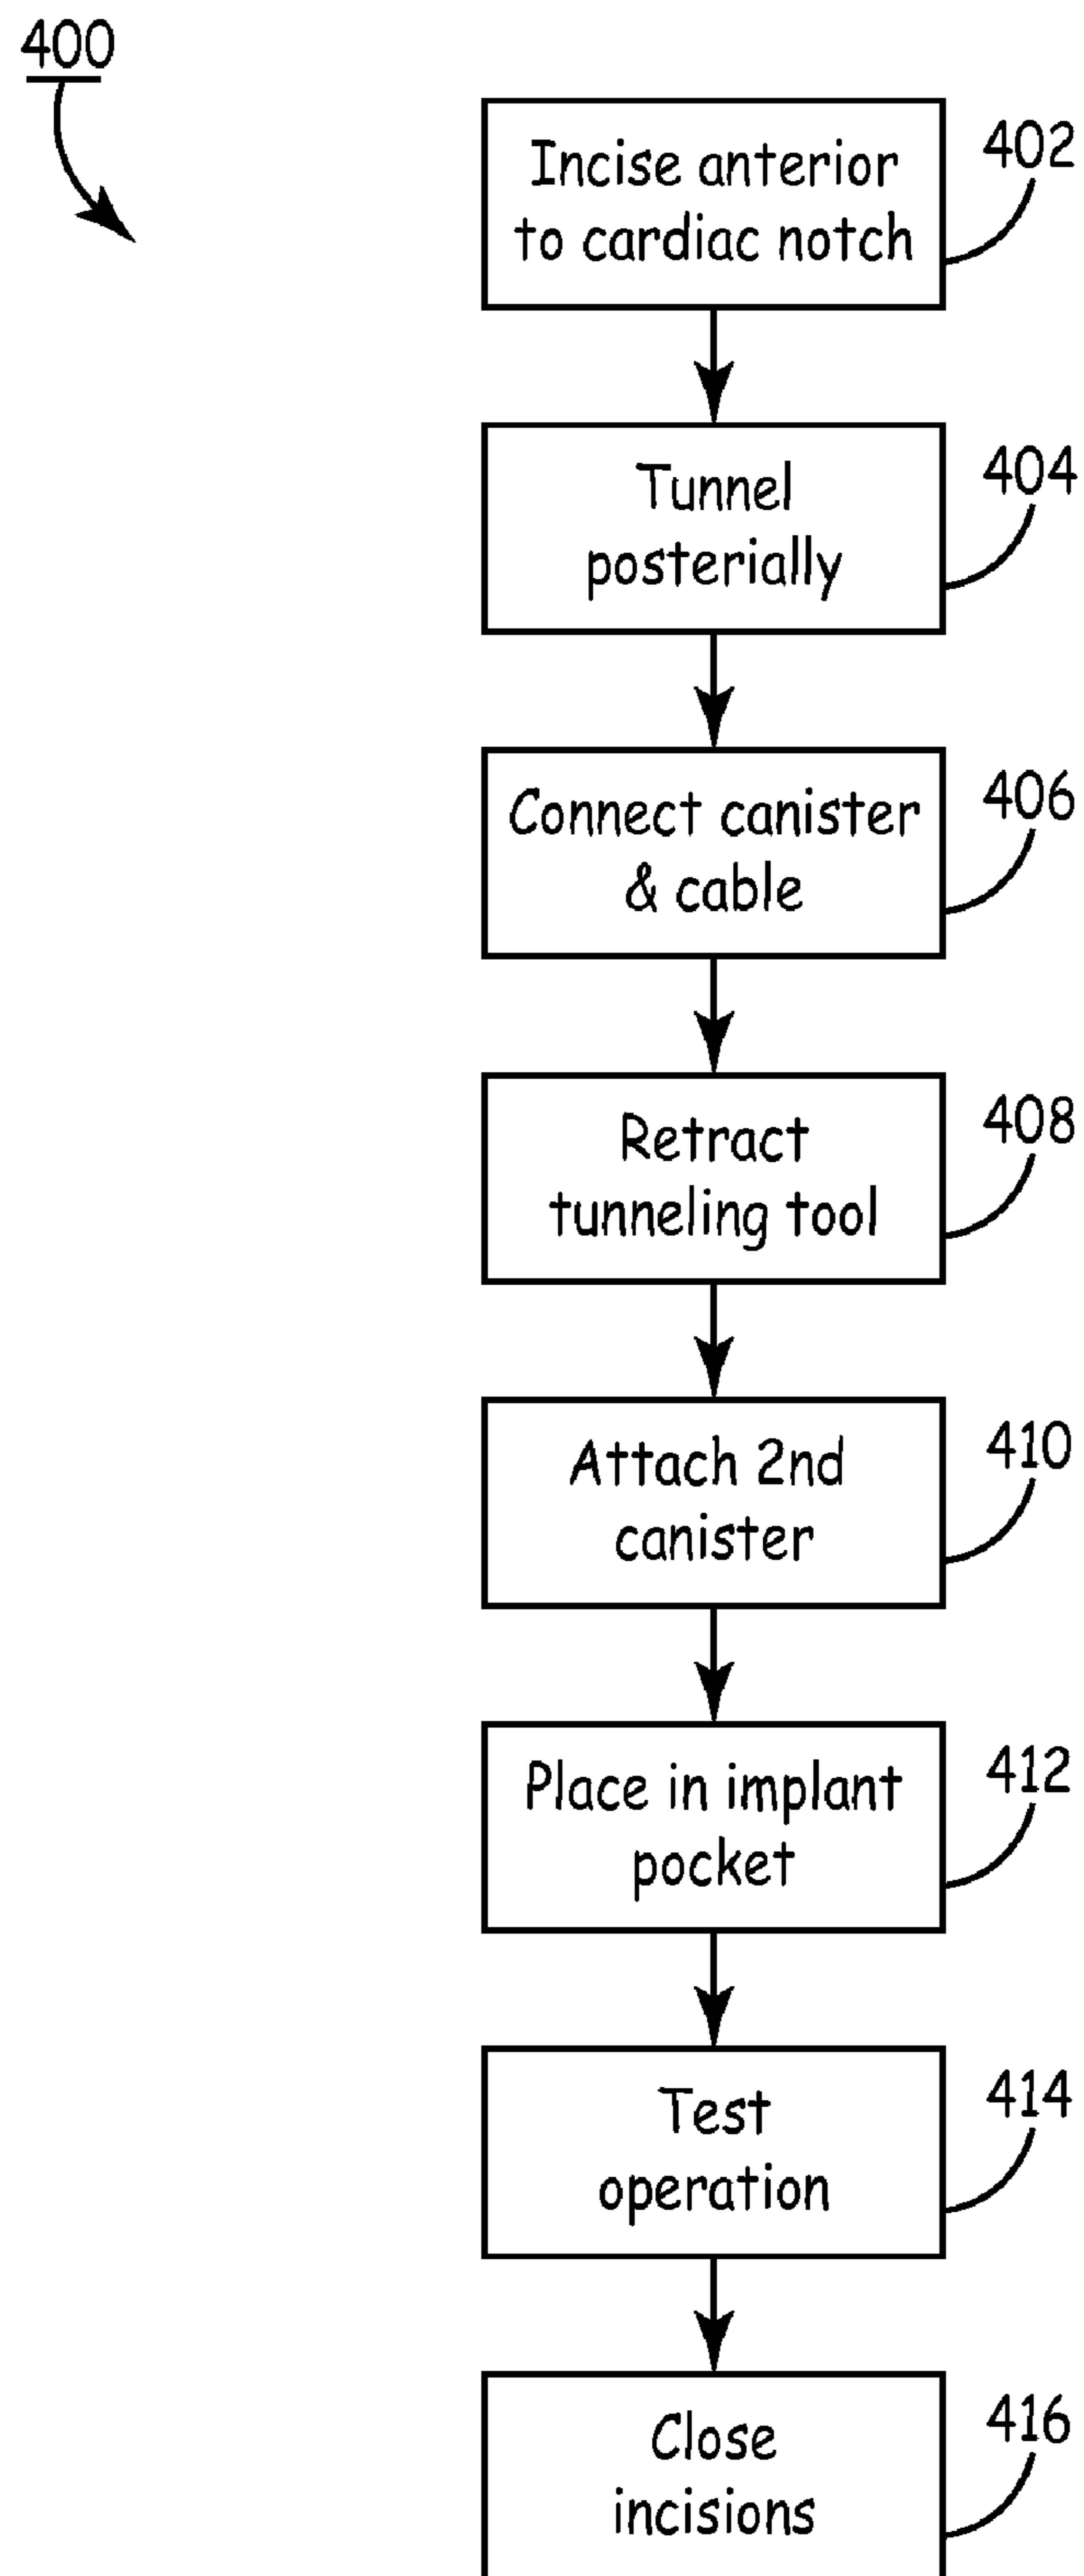 400
Incise anterior
to cardiac notch
402
Tunnel
posterially
404
Connect canister
& cable
406
Retract
tunneling tool
408
Attach 2nd
canister
410
Place in implant
pocket
412
Test
operation
414
Close
incisions
416